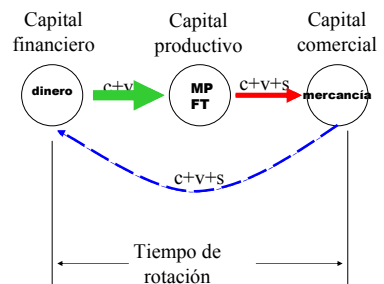 Capital financiero
Capital productivo
Capital comercial
dinero
c+v
MP
FT
c+v+s
mercancía
c+v+s
Tiempo de
rotación